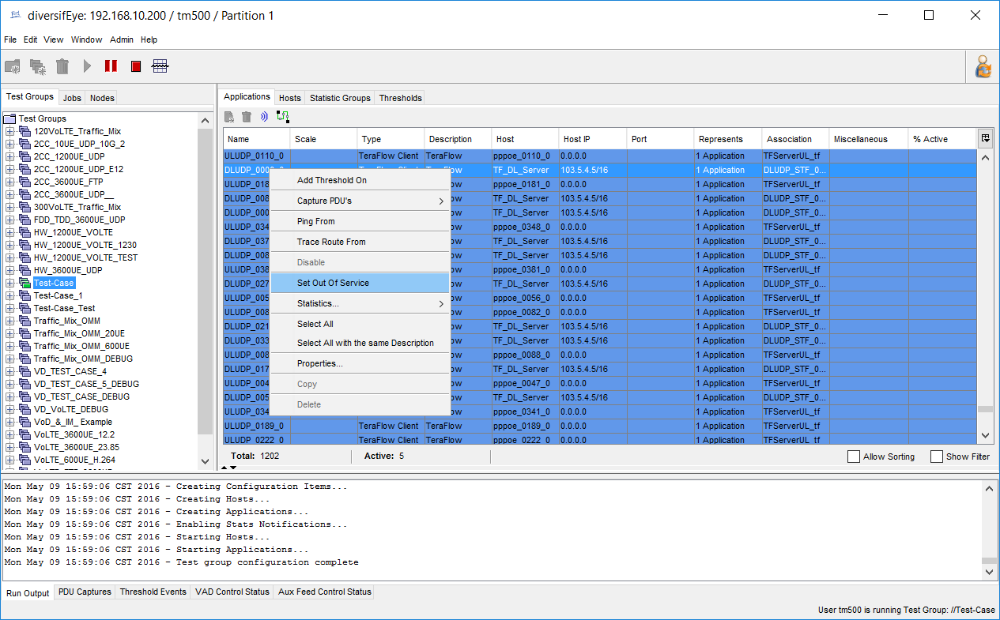 diversifEye: 192.168.10.200 / tm500 / Partition 1
File Edit View Window Admin Help
Test Groups Jobs Nodes
Test Groups
120VoLTE_Traffic_Mix
2CC_10UE_UDP_10G_2
2CC_1200UE_UDP
2CC_1200UE_UDP_E12
2CC_3600UE_FTP
2CC_3600UE_UDP__
300VoLTE_Traffic_Mix
FDD_TDD_3600UE_UDP
HW_1200UE_VOLTE
HW_1200UE_VOLTE_1230
HW_1200UE_VOLTE_TEST
HW_3600UE_UDP
Test-Case
Test-Case_1
Test-Case_Test
Traffic_Mix_OMM
Traffic_Mix_OMM_20UE
Traffic_Mix_OMM_600UE
Traffic_Mix_OMM_DEBUG
VD_TEST_CASE_4
VD_TEST_CASE_5_DEBUG
VD_TEST_CASE_DEBUG
VD_VoLTE_DEBUG
VoD_&_IM_ Example
VoLTE_3600UE_12.2
VoLTE_3600UE_23.85
VoLTE_600UE_H.264
Applications Hosts Statistic Groups Thresholds
Name Scale Type Description Host Host IP Port Represents Association Miscellaneous % Active
ULUDP_0110_0 TeraFlow Client TeraFlow pppoe_0110_0 0.0.0.0 1 Application TFServerUL_tf
DLUDP_000 TF_DL_Server 103.5.4.5/16 1 Application DLUDP_STF_0...
ULUDP_018 ow pppoe_0181_0 0.0.0.0 1 Application TFServerUL_tf
DLUDP_008 ow TF_DL_Server 103.5.4.5/16 1 Application DLUDP_STF_0...
DLUDP_000 ow TF_DL_Server 103.5.4.5/16 1 Application DLUDP_STF_0...
ULUDP_034 ow pppoe_0348_0 0.0.0.0 1 Application TFServerUL_tf
DLUDP_037 ow TF_DL_Server 103.5.4.5/16 1 Application DLUDP_STF_0...
DLUDP_008 ow TF_DL_Server 103.5.4.5/16 1 Application DLUDP_STF_0...
ULUDP_038 ow pppoe_0381_0 0.0.0.0 1 Application TFServerUL_tf
DLUDP_027 ow TF_DL_Server 103.5.4.5/16 1 Application DLUDP_STF_0...
ULUDP_005 ow pppoe_0056_0 0.0.0.0 1 Application TFServerUL_tf
ULUDP_008 ow pppoe_0082_0 0.0.0.0 1 Application TFServerUL_tf
DLUDP_021 ow TF_DL_Server 103.5.4.5/16 1 Application DLUDP_STF_0...
DLUDP_033 ow TF_DL_Server 103.5.4.5/16 1 Application DLUDP_STF_0...
ULUDP_008 ow pppoe_0088_0 0.0.0.0 1 Application TFServerUL_tf
DLUDP_017 ow TF_DL_Server 103.5.4.5/16 1 Application DLUDP_STF_0...
ULUDP_004 ow pppoe_0047_0 0.0.0.0 1 Application TFServerUL_tf
DLUDP_005 ow TF_DL_Server 103.5.4.5/16 1 Application DLUDP_STF_0...
ULUDP_034 ow pppoe_0341_0 0.0.0.0 1 Application TFServerUL_tf
ULUDP_0189_0 TeraFlow Client TeraFlow pppoe_0189_0 0.0.0.0 1 Application TFServerUL_tf
ULUDP_0222_0 TeraFlow Client TeraFlow pppoe_0222_0 0.0.0.0 1 Application TFServerUL_tf
Add Threshold On
Capture PDU's
Ping From
Trace Route From
Disable
Set Out Of Service
Statistics...
Select All
Select All with the same Description
Properties...
Copy
Delete
Total: 1202 Active: 5 Allow Sorting Show Filter
Mon May 09 15:59:06 CST 2016 - Creating Configuration Items...
Mon May 09 15:59:06 CST 2016 - Creating Hosts...
Mon May 09 15:59:06 CST 2016 - Creating Applications...
Mon May 09 15:59:06 CST 2016 - Enabling Stats Notifications...
Mon May 09 15:59:06 CST 2016 - Starting Hosts...
Mon May 09 15:59:06 CST 2016 - Starting Applications...
Mon May 09 15:59:06 CST 2016 - Test group configuration complete
Run Output PDU Captures Threshold Events VAD Control Status Aux Feed Control Status
User tm500 is running Test Group: //Test-Case